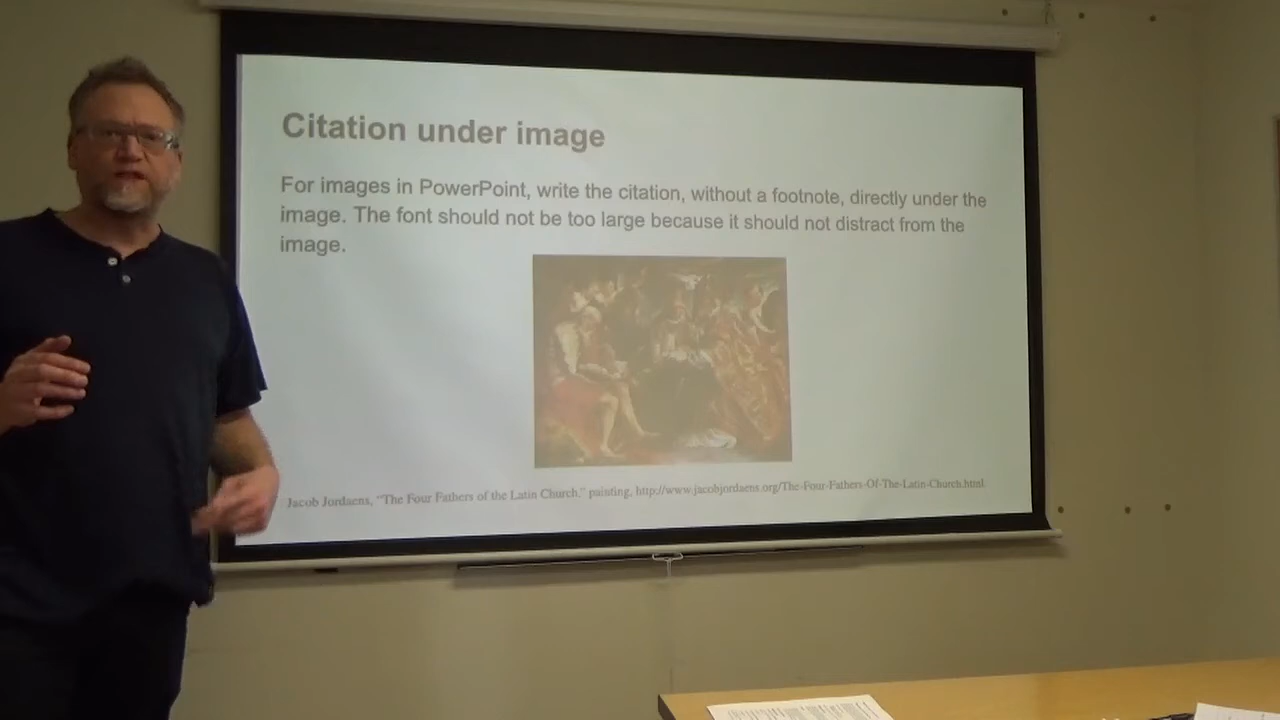 Citation under image
For images in PowerPoint, write the citation, without a footnote, directly under the
image. The font should not be too large because it should not distract from the
image.
Jacob Jordaens, “The Four Fathers of the Latin Church,” painting, http://www.jacobjordaens.org/The-Four-Fathers-Of-The-Latin-Church.html.